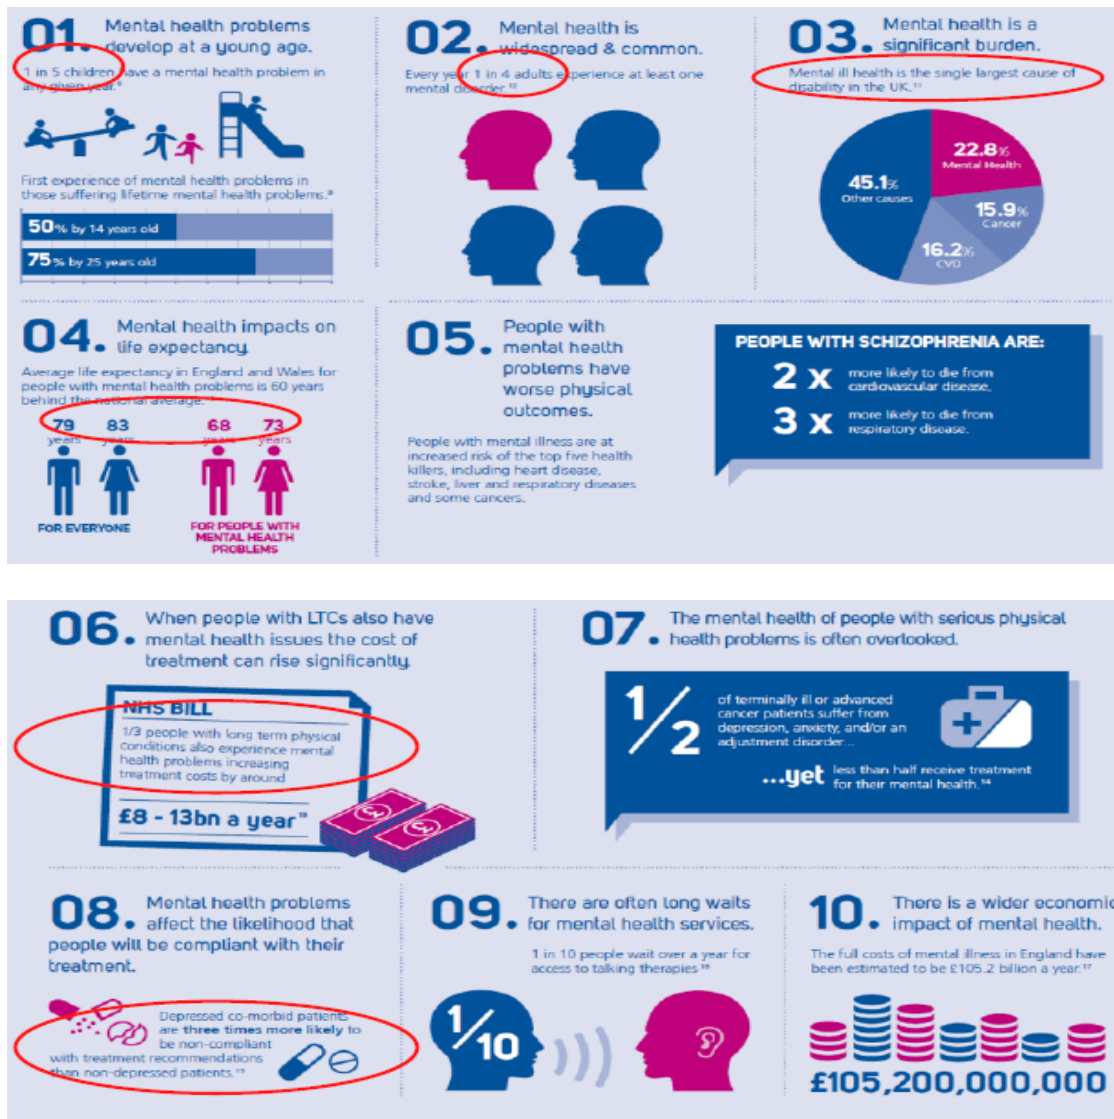 01. Mental health problems
develop at a young age.
1 in 5 children have a mental health problem in
any given year.⁹
First experience of mental health problems in
those suffering lifetime mental health problems.⁹
50% by 14 years old
75% by 25 years old
02. Mental health is
widespread & common.
Every year 1 in 4 adults experience at least one
mental disorder.¹⁰
03. Mental health is a
significant burden.
Mental ill health is the single largest cause of
disability in the UK.¹¹
22.8%
Mental Health
45.1%
Other causes
15.9%
Cancer
16.2%
CVD
04. Mental health impacts on
life expectancy.
Average life expectancy in England and Wales for
people with mental health problems is 60 years
behind the national average.
79 83 68 73
years years years years
FOR EVERYONE
FOR PEOPLE WITH
MENTAL HEALTH
PROBLEMS
05. People with
mental health
problems have
worse physical
outcomes.
People with mental illness are at
increased risk of the top five health
killers, including heart disease,
stroke, liver and respiratory diseases
and some cancers.
PEOPLE WITH SCHIZOPHRENIA ARE:
2 x more likely to die from
cardiovascular disease,
3 x more likely to die from
respiratory disease.
06. When people with LTCs also have
mental health issues the cost of
treatment can rise significantly.
NHS BILL
1/3 people with long term physical
conditions also experience mental
health problems increasing
treatment costs by around
£8 - 13bn a year¹³
07. The mental health of people with serious physical
health problems is often overlooked.
1/2 of terminally ill or advanced
cancer patients suffer from
depression, anxiety, and/or an
adjustment disorder...
...yet less than half receive treatment
for their mental health.¹⁴
08. Mental health problems
affect the likelihood that
people will be compliant with their
treatment.
Depressed co-morbid patients
are three times more likely to
be non-compliant
with treatment recommendations
than non-depressed patients.¹⁵
09. There are often long waits
for mental health services.
1 in 10 people wait over a year for
access to talking therapies¹⁶
1/10
10. There is a wider economic
impact of mental health.
The full costs of mental illness in England have
been estimated to be £105.2 billion a year.¹⁷
£105,200,000,000